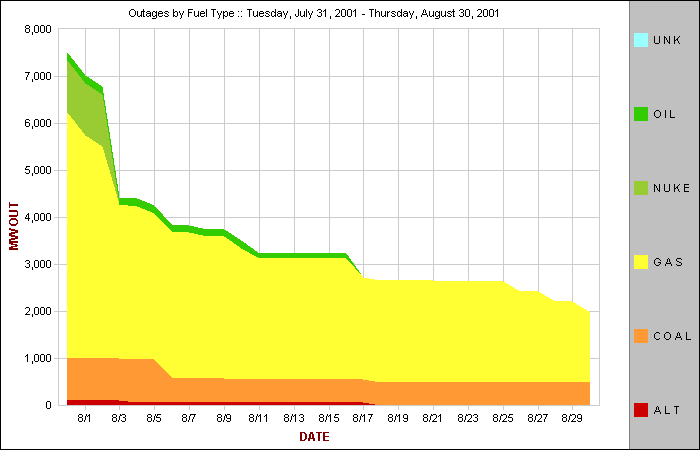 Outages by Fuel Type :: Tuesday, July 31, 2001 - Thursday, August 30, 2001
8,000
7,000
6,000
5,000
4,000
3,000
2,000
1,000
0
MWOUT
8/1 8/3 8/5 8/7 8/9 8/11 8/13 8/15 8/17 8/19 8/21 8/23 8/25 8/27 8/29
DATE
UNK
OIL
NUKE
GAS
COAL
ALT